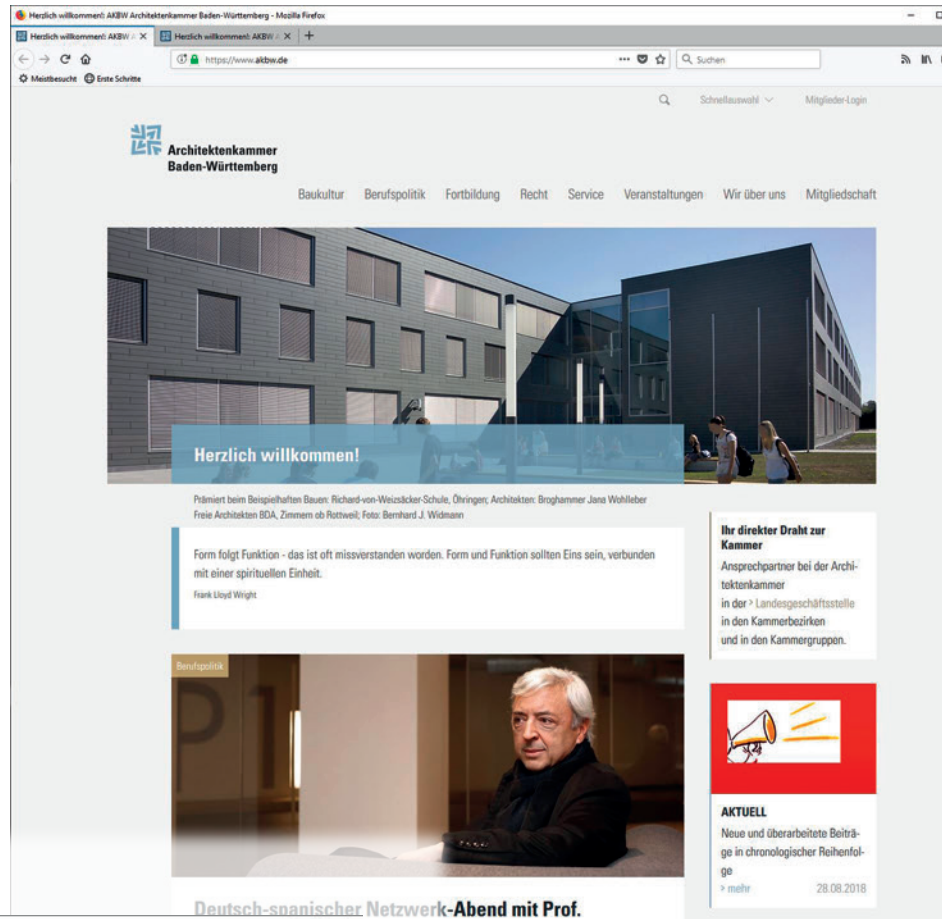 Herzlich willkommen!: AKBW Architektenkammer Baden-Württemberg - Mozilla Firefox
Herzlich willkommen!: AKBW A
Herzlich willkommen!: AKBW A
https://www.akbw.de
Suchen
Meistbesucht Erste Schritte
Schnellauswahl Mitglieder-Login
Architektenkammer
Baden-Württemberg
Baukultur Berufspolitik Fortbildung Recht Service Veranstaltungen Wir über uns Mitgliedschaft
Herzlich willkommen!
Prämiert beim Beispielhaften Bauen: Richard-von-Weizsäcker-Schule, Öhringen; Architekten: Broghammer Jana Wohlleber
Freie Architekten BDA, Zimmern ob Rottweil; Foto: Bernhard J. Widmann
Form folgt Funktion - das ist oft missverstanden worden. Form und Funktion sollten Eins sein, verbunden
mit einer spirituellen Einheit.
Frank Lloyd Wright
Ihr direkter Draht zur
Kammer
Ansprechpartner bei der Archi-
tektenkammer
in der > Landesgeschäftsstelle
in den Kammerbezirken
und in den Kammergruppen.
Berufspolitik
P1
AKTUELL
Neue und überarbeitete Beiträ-
ge in chronologischer Reihenfol-
ge
> mehr 28.08.2018
Deutsch-spanischer Netzwerk-Abend mit Prof.